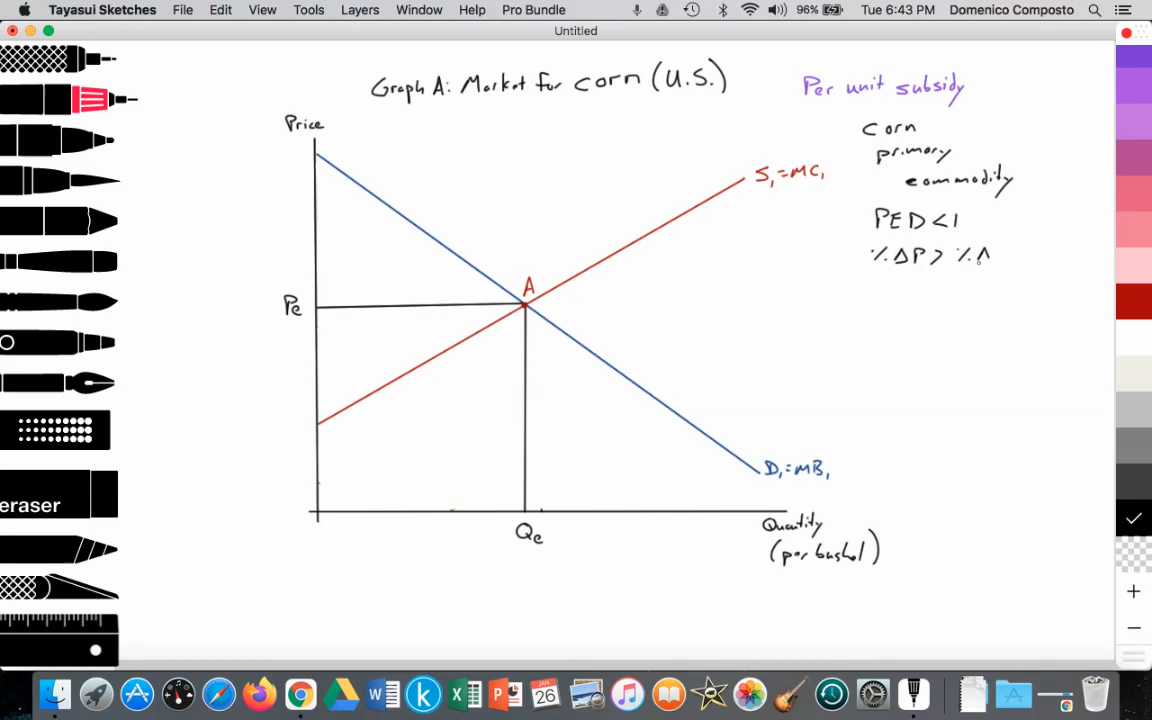 Tayasui Sketches File Edit View Tools Layers Window Help Pro Bundle 96% Tue 6:43 PM Domenico Composto
Untitled
Graph A: Market for corn (U.S.)
Per unit subsidy
Price
Corn
primary
commodity
S₁=MC₁
PED<1
%ΔP> %Δ
A
Pe
D₁=MB₁
eraser
Qe
Quantity
(per bushel)
JAN
26